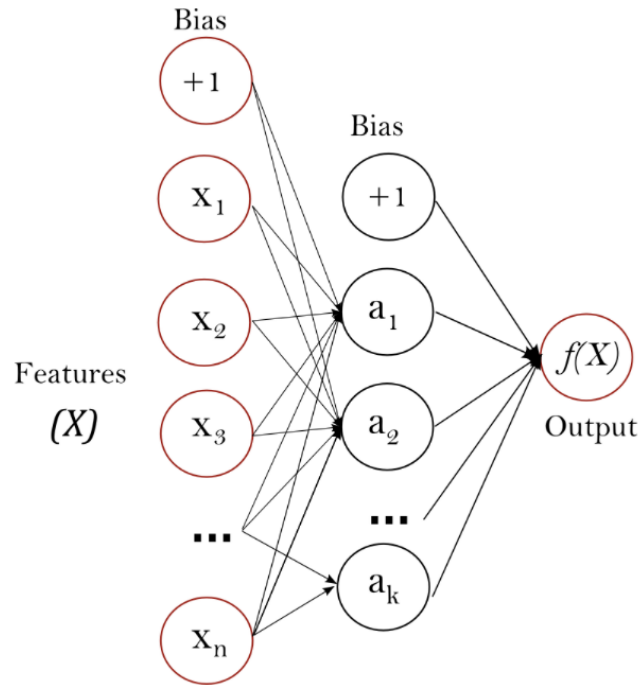 Bias
+1
x₁
x₂
x₃
...
xₙ
Features
(X)
Bias
+1
a₁
a₂
...
aₖ
f(X)
Output